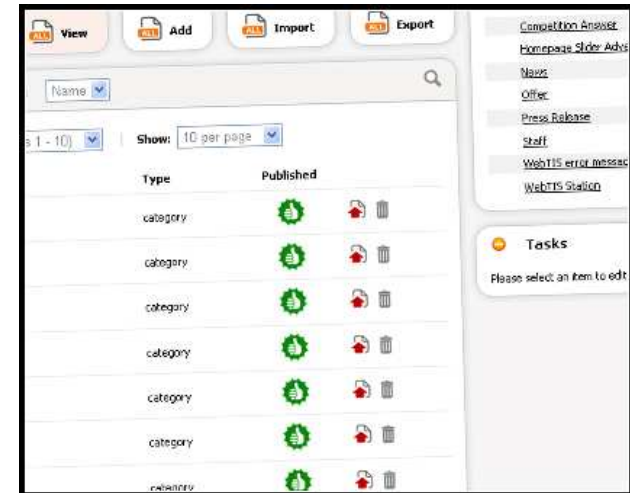 View
Add
Import
Export
Name
s 1 - 10)
Show: 10 per page
Type Published
category
category
category
category
category
category
category
Competition Answer
Homepage Slider Adve
News
Offer
Press Release
Staff
WebTIS error messag
WebTIS Station
Tasks
Please select an item to edit